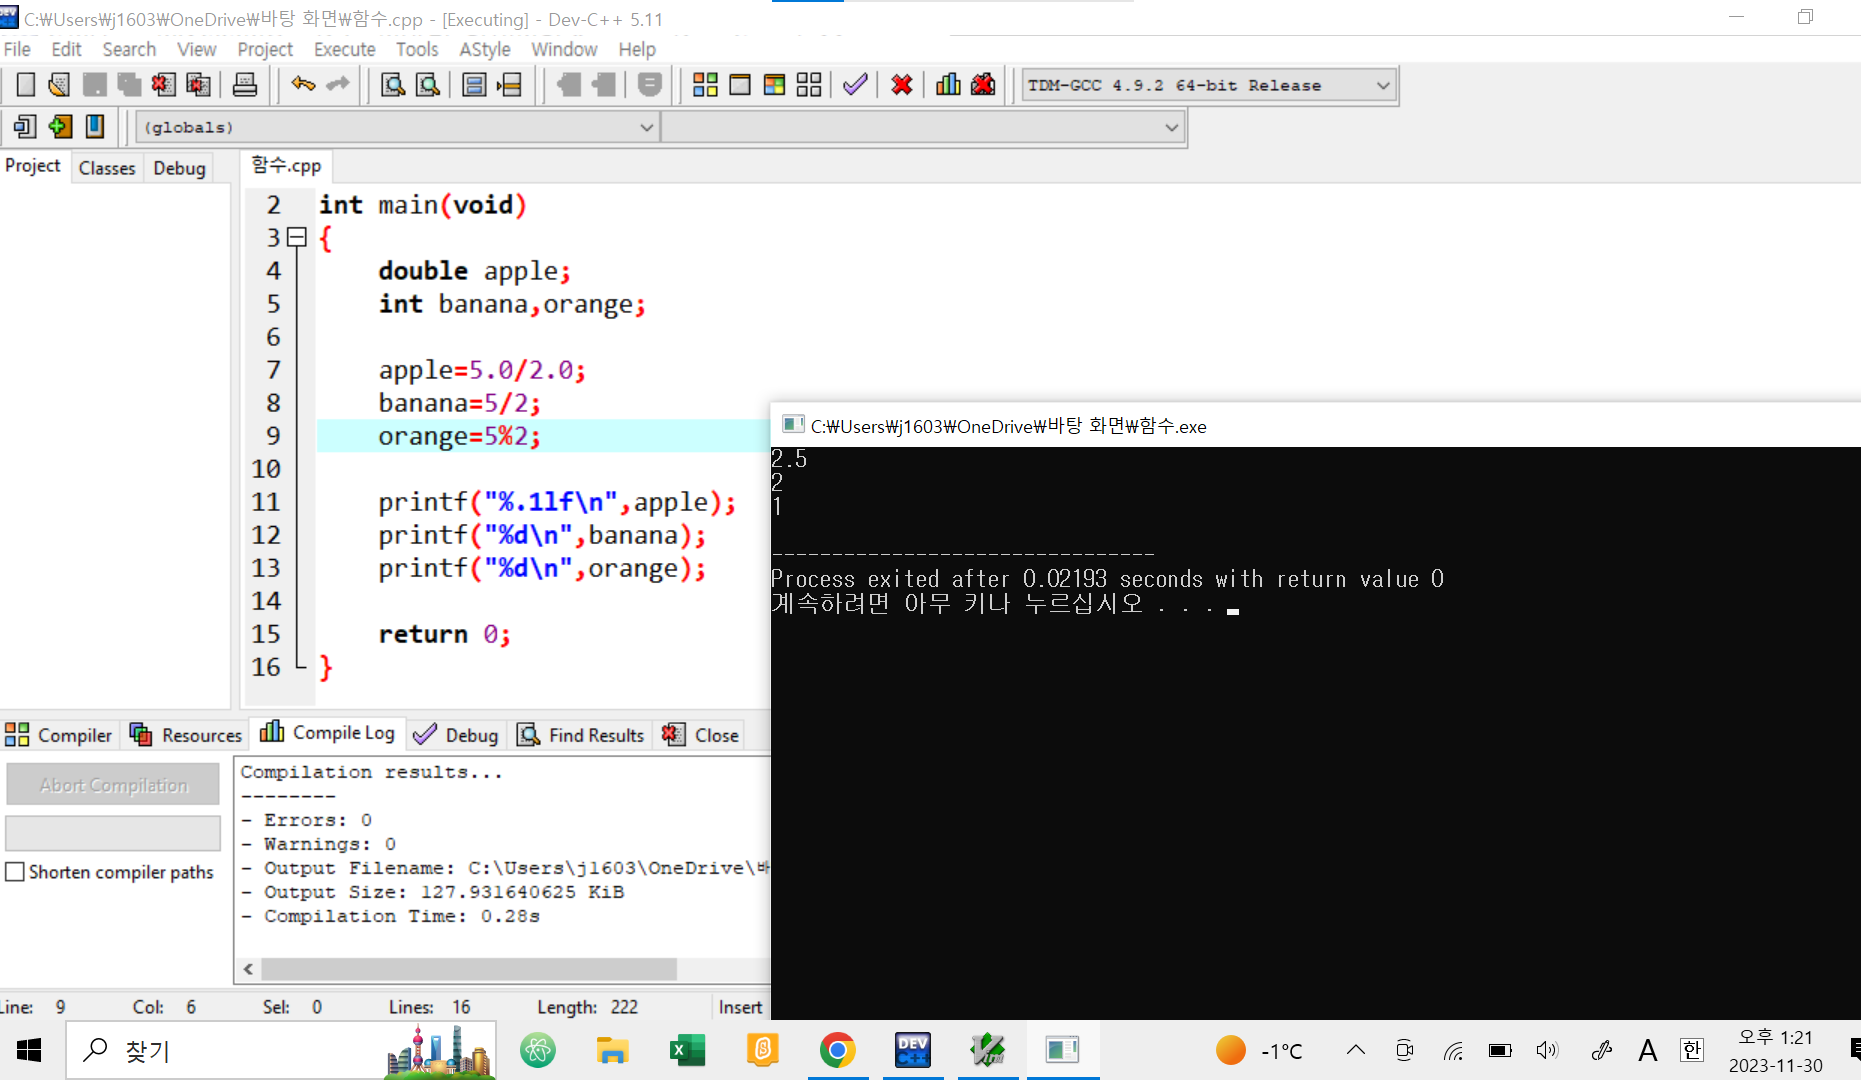 C:₩Users₩j1603₩OneDrive₩바탕 화면₩함수.cpp - [Executing] - Dev-C++ 5.11
File Edit Search View Project Execute Tools AStyle Window Help
TDM-GCC 4.9.2 64-bit Release
(globals)
Project Classes Debug
함수.cpp
2 int main(void)
3 {
4 double apple;
5 int banana,orange;
6
7 apple=5.0/2.0;
8 banana=5/2;
9 orange=5%2;
10
11 printf("%.1lf\n",apple);
12 printf("%d\n",banana);
13 printf("%d\n",orange);
14
15 return 0;
16 }
C:₩Users₩j1603₩OneDrive₩바탕 화면₩함수.exe
2.5
2
1
--------------------------------
Process exited after 0.02193 seconds with return value 0
계속하려면 아무 키나 누르십시오 . . .
Compiler Resources Compile Log Debug Find Results Close
Abort Compilation
Shorten compiler paths
Compilation results...
--------
- Errors: 0
- Warnings: 0
- Output Filename: C:\Users\j1603\OneDrive\
- Output Size: 127.931640625 KiB
- Compilation Time: 0.28s
Line: 9 Col: 6 Sel: 0 Lines: 16 Length: 222 Insert
찾기
DEV C++
-1°C
A
한
오후 1:21
2023-11-30